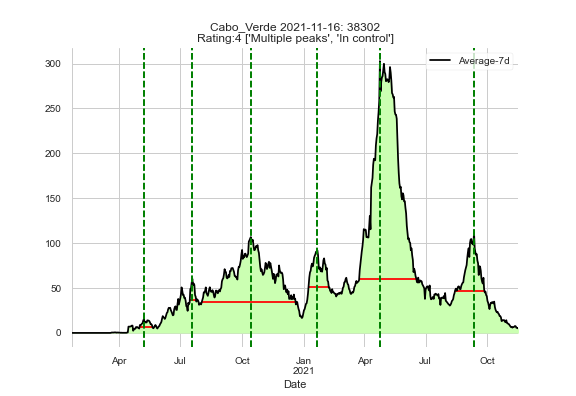 Cabo_Verde 2021-11-16: 38302
Rating:4 ['Multiple peaks', 'In control']
Average-7d
300
250
200
150
100
50
0
Apr Jul Oct Jan Apr Jul Oct
2021
Date